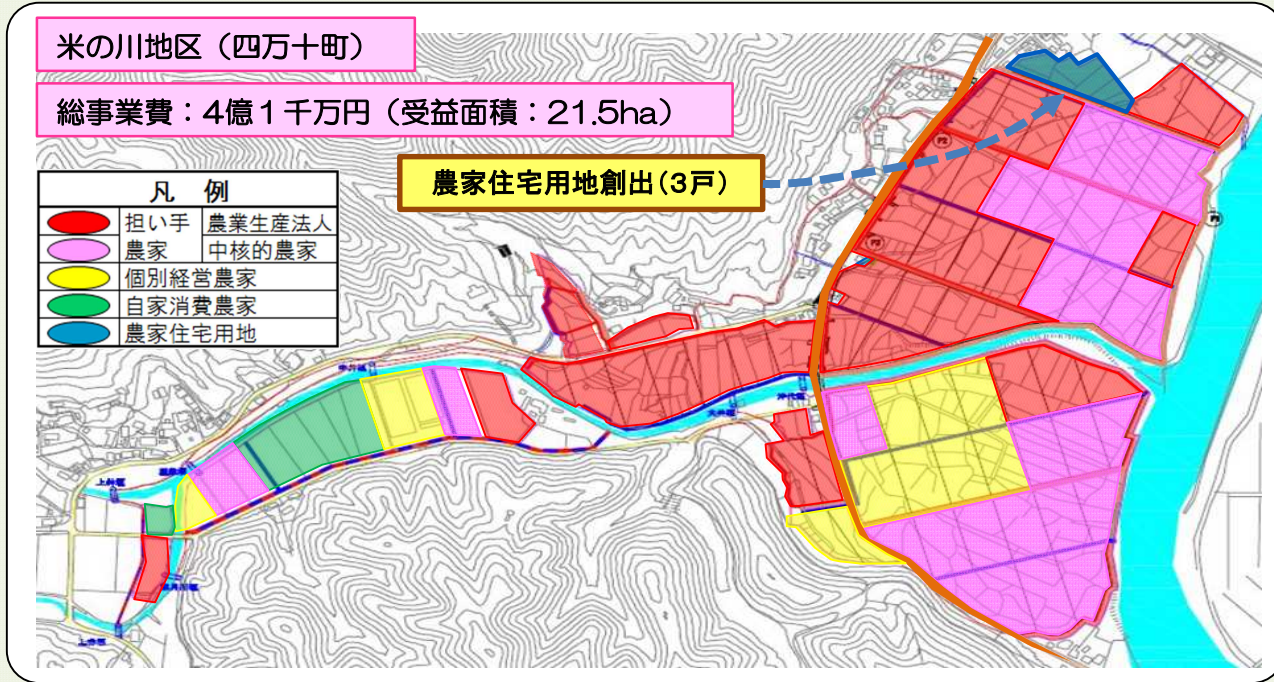 米の川地区（四万十町）
総事業費：4億1千万円（受益面積：21.5ha）
農家住宅用地創出(3戸)
凡 例
担い手 農業生産法人
農家 中核的農家
個別経営農家
自家消費農家
農家住宅用地